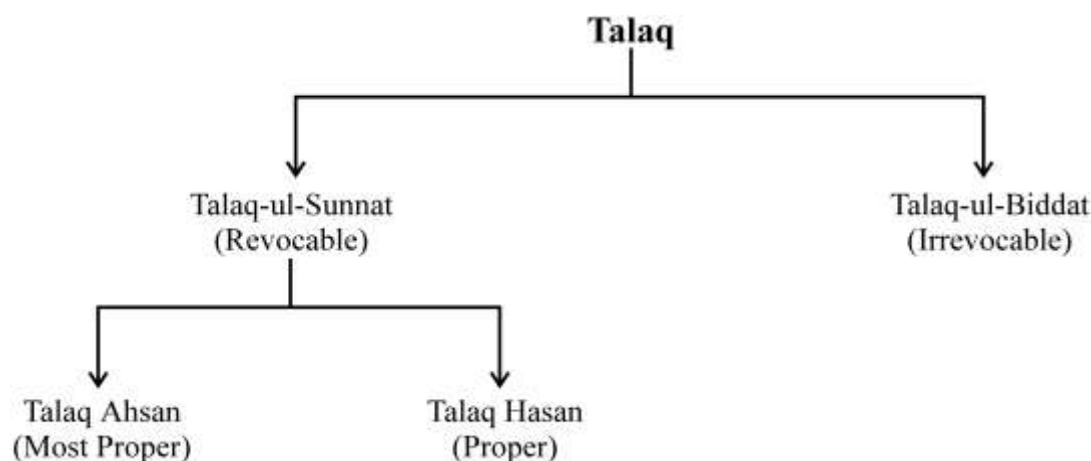 Talaq
Talaq-ul-Sunnat
(Revocable)
Talaq-ul-Biddat
(Irrevocable)
Talaq Ahsan
(Most Proper)
Talaq Hasan
(Proper)